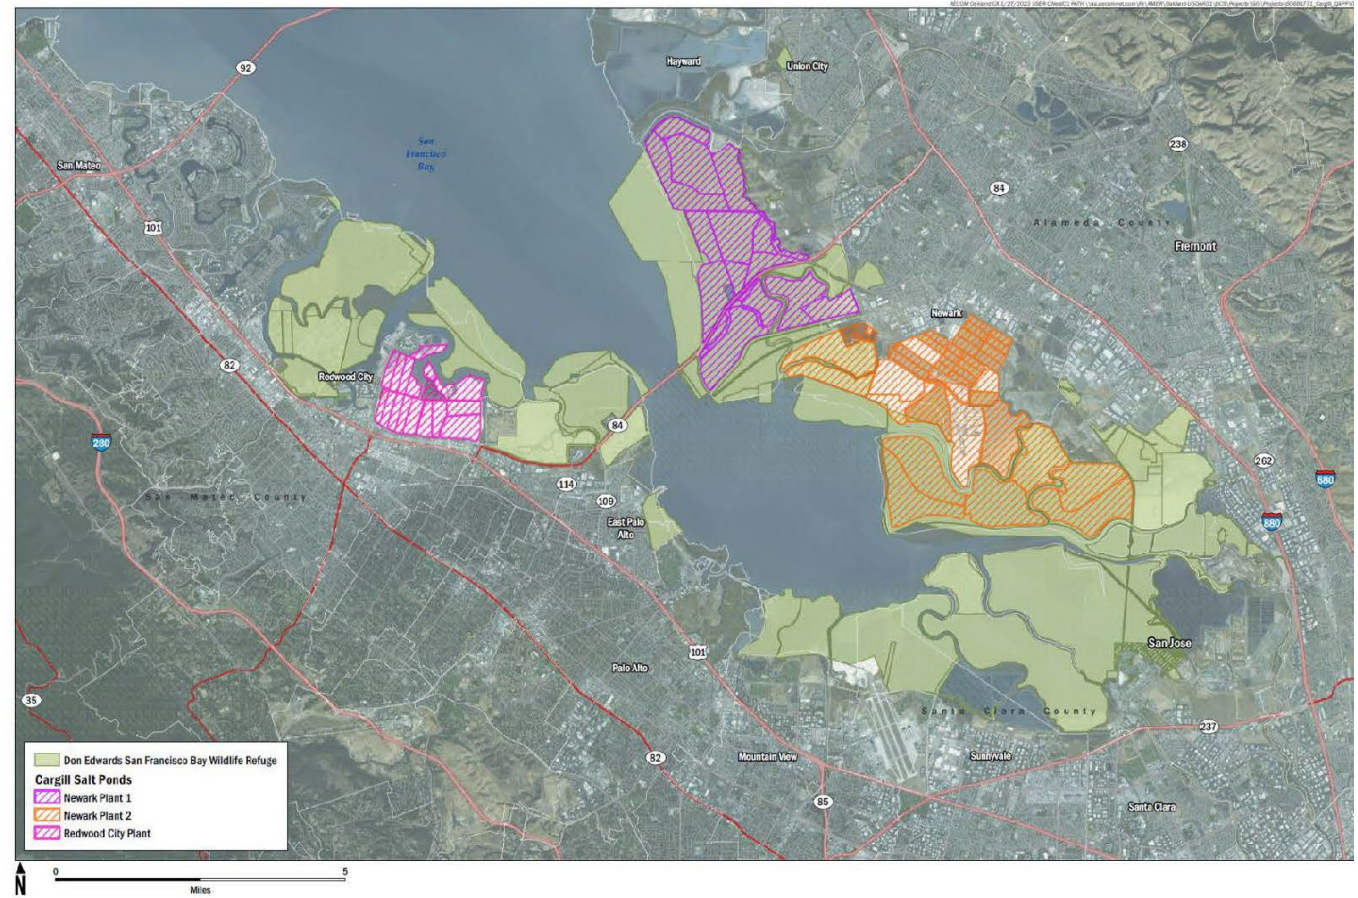 Hayward
Union City
92
San
Francisco
Bay
San Mateo
238
84
101
Alameda County
Fremont
Newark
82
Redwood City
280
84
262
680
114
San Mateo County
109
880
East Palo
Alto
San Jose
101
Palo Alto
35
Santa Clara County
237
82
Mountain View
Sunnyvale
85
Santa Clara
Don Edwards San Francisco Bay Wildlife Refuge
Cargill Salt Ponds
Newark Plant 1
Newark Plant 2
Redwood City Plant
N
0
5
Miles